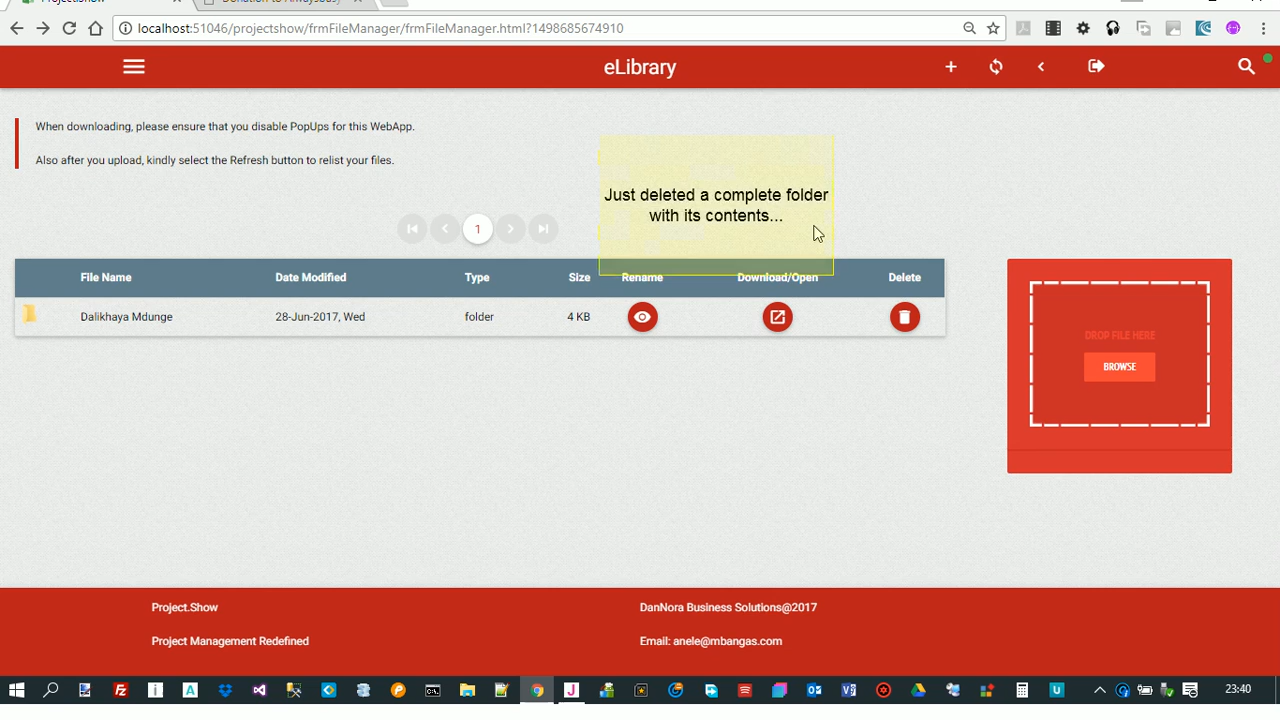 localhost:51046/projectshow/frmFileManager/frmFileManager.html?1498685674910
eLibrary
When downloading, please ensure that you disable PopUps for this WebApp.
Also after you upload, kindly select the Refresh button to relist your files.
Just deleted a complete folder
with its contents...
1
File Name Date Modified Type Size Rename Download/Open Delete
Dalikhaya Mdunge 28-Jun-2017, Wed folder 4 KB
DROP FILE HERE
BROWSE
Project.Show DanNora Business Solutions@2017
Project Management Redefined Email: anele@mbangas.com
23:40